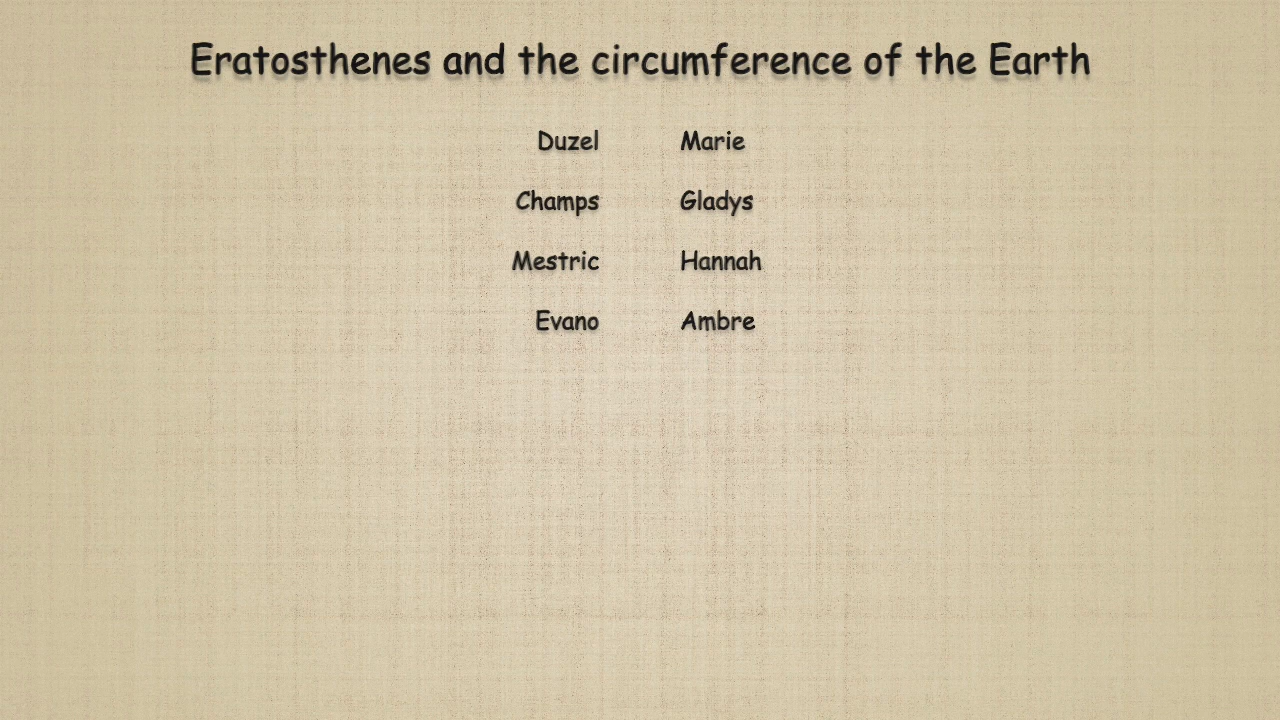 Eratosthenes and the circumference of the Earth
Duzel Marie
Champs Gladys
Mestric Hannah
Evano Ambre